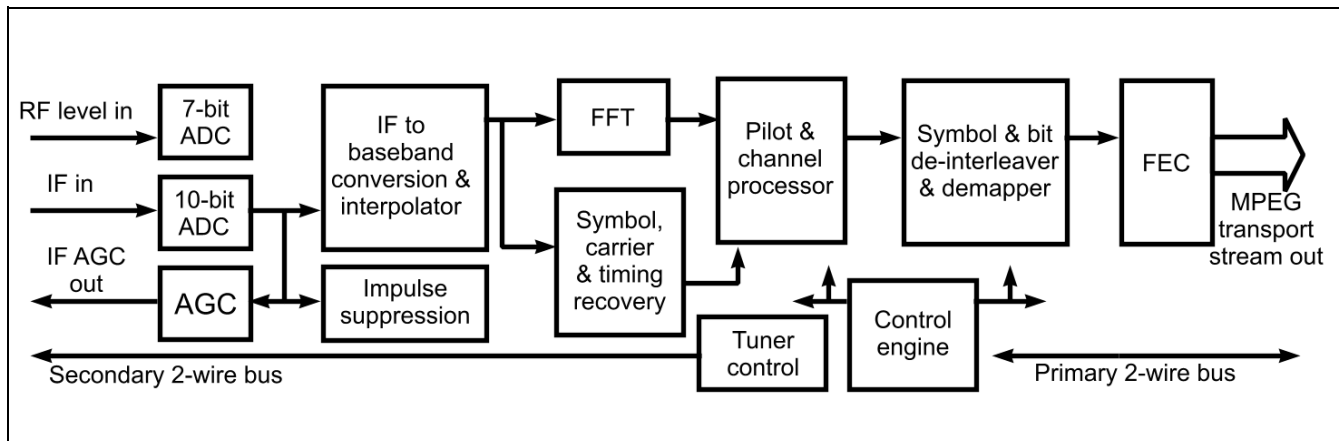 RF level in
7-bit
ADC
IF in
10-bit
ADC
IF AGC
out
AGC
IF to
baseband
conversion &
interpolator
Impulse
suppression
FFT
Symbol,
carrier
& timing
recovery
Pilot &
channel
processor
Symbol & bit
de-interleaver
& demapper
FEC
MPEG
transport
stream out
Tuner
control
Control
engine
Secondary 2-wire bus
Primary 2-wire bus